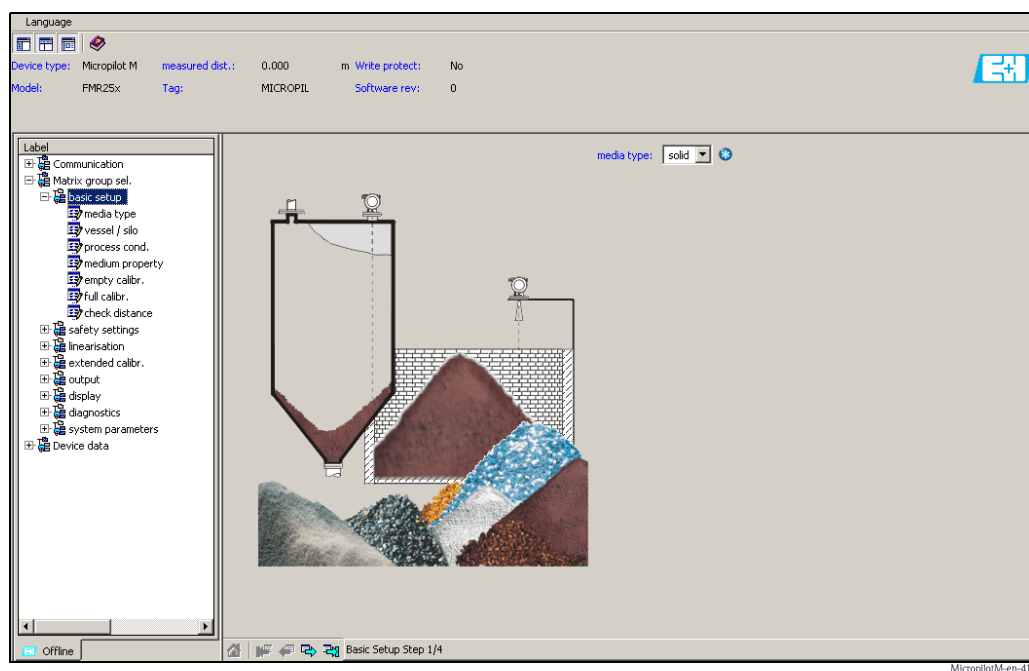 Language
Device type: Micropilot M measured dist.: 0.000 m Write protect: No
Model: FMR25x Tag: MICROPIL Software rev: 0
E+H
Label
Communication
Matrix group sel.
basic setup
media type
vessel / silo
process cond.
medium property
empty calibr.
full calibr.
check distance
safety settings
linearisation
extended calibr.
output
display
diagnostics
system parameters
Device data
media type: solid
Offline
Basic Setup Step 1/4
MicropilotM-en-41